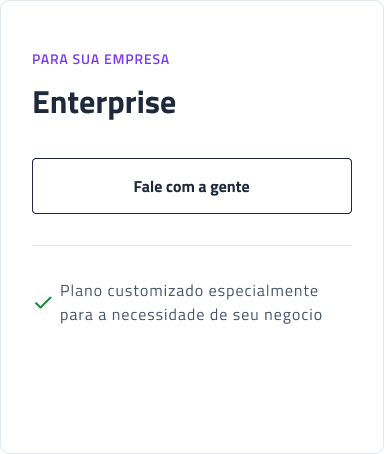 PARA SUA EMPRESA
Enterprise
Fale com a gente
Plano customizado especialmente
para a necessidade de seu negocio